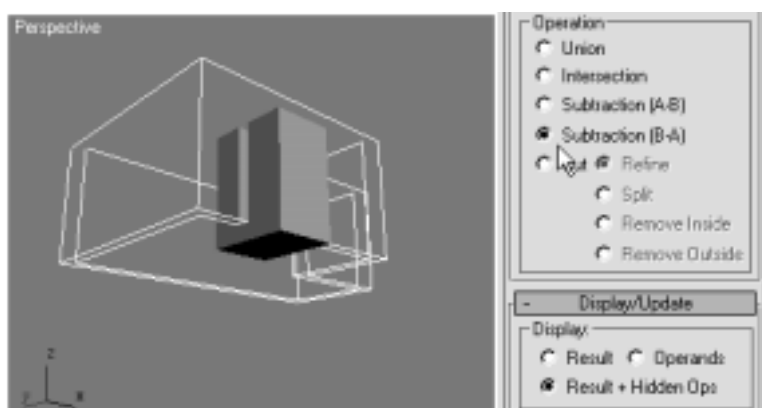 Perspective
z
x
Operation
Union
Intersection
Subtraction (A-B)
Subtraction (B-A)
Refine
Split
Remove Inside
Remove Outside
- Display/Update
Display:
Result Operands
Result + Hidden Ops